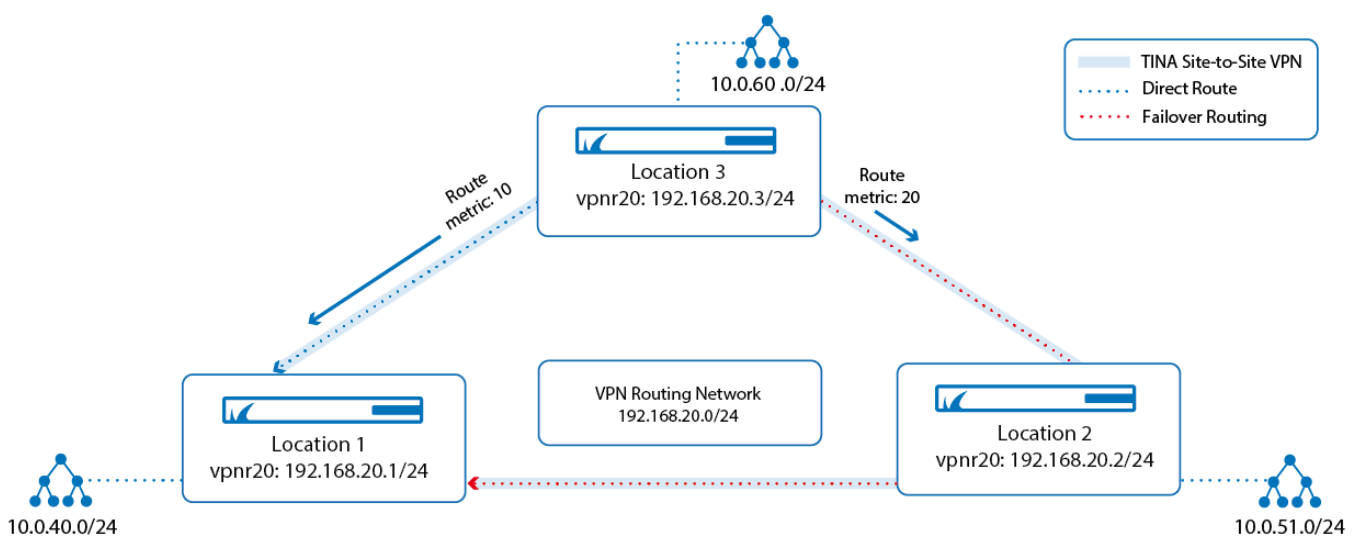 10.0.60 .0/24
TINA Site-to-Site VPN
Direct Route
Failover Routing
Location 3
vpnr20: 192.168.20.3/24
Route
metric: 10
Route
metric: 20
VPN Routing Network
192.168.20.0/24
Location 1
vpnr20: 192.168.20.1/24
Location 2
vpnr20: 192.168.20.2/24
10.0.40.0/24
10.0.51.0/24